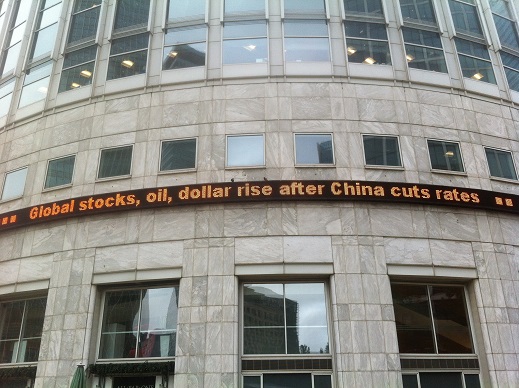 Global stocks, oil, dollar rise after China cuts rates